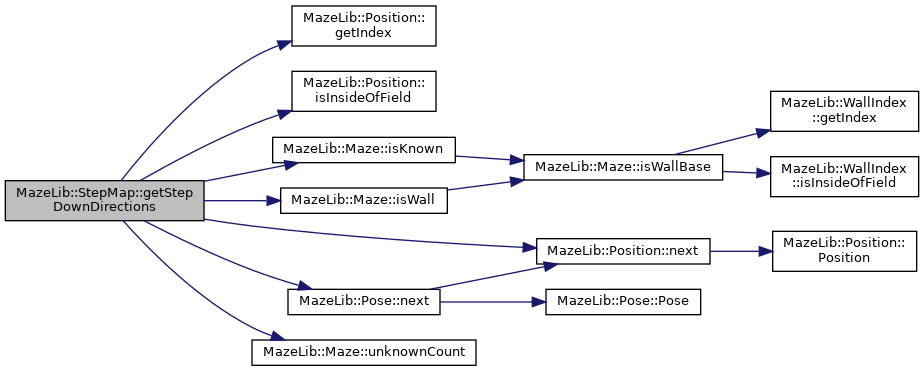 MazeLib::StepMap::getStep
DownDirections
MazeLib::Position::
getIndex
MazeLib::Position::
isInsideOfField
MazeLib::Maze::isKnown
MazeLib::Maze::isWall
MazeLib::Pose::next
MazeLib::Maze::unknownCount
MazeLib::Maze::isWallBase
MazeLib::Position::next
MazeLib::Pose::Pose
MazeLib::WallIndex
::getIndex
MazeLib::WallIndex
::isInsideOfField
MazeLib::Position::
Position